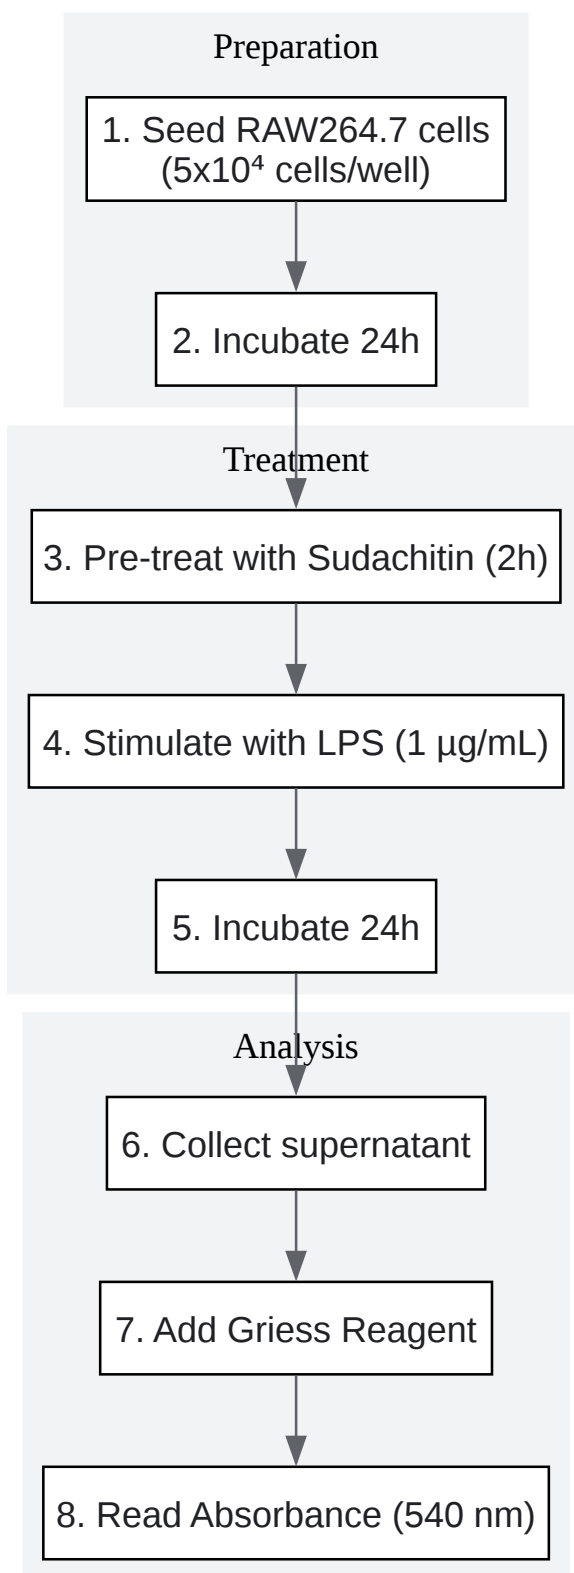 Preparation
1. Seed RAW264.7 cells
(5x10⁴ cells/well)
2. Incubate 24h
Treatment
3. Pre-treat with Sudachitin (2h)
4. Stimulate with LPS (1 µg/mL)
5. Incubate 24h
Analysis
6. Collect supernatant
7. Add Griess Reagent
8. Read Absorbance (540 nm)